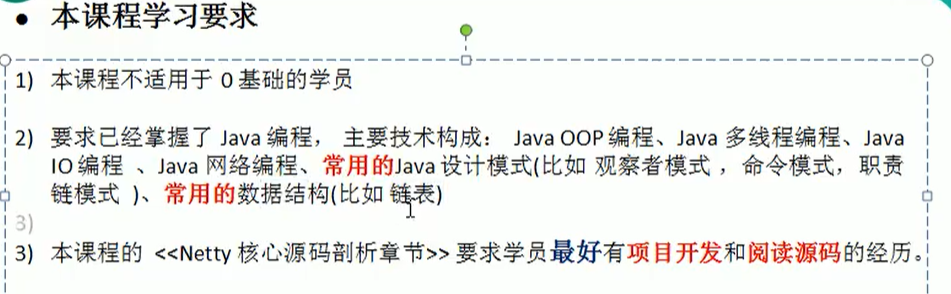 ● 本课程学习要求
1) 本课程不适用于 0 基础的学员
2) 要求已经掌握了 Java 编程， 主要技术构成： Java OOP 编程、Java 多线程编程、Java
IO 编程 、Java 网络编程、常用的Java 设计模式(比如 观察者模式 ，命令模式，职责
链模式 )、常用的数据结构(比如 链表)
3)
3) 本课程的 <<Netty 核心源码剖析章节>> 要求学员最好有项目开发和阅读源码的经历。